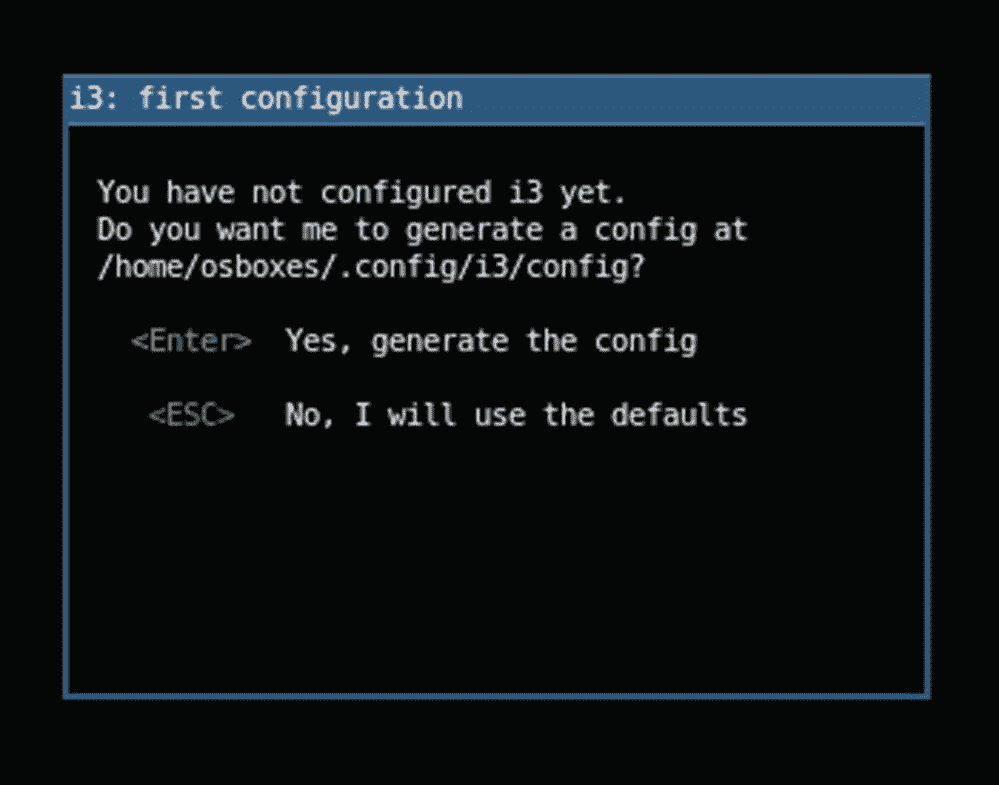 i3: first configuration
You have not configured i3 yet.
Do you want me to generate a config at
/home/osboxes/.config/i3/config?
<Enter> Yes, generate the config
<ESC> No, I will use the defaults